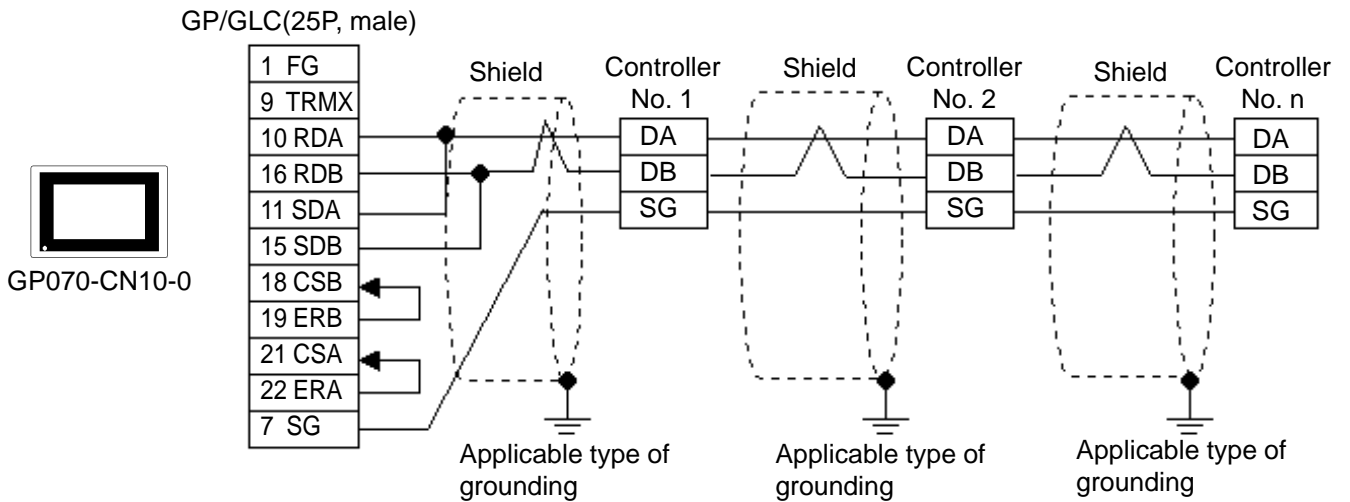 GP/GLC(25P, male)
1 FG
9 TRMX
10 RDA
16 RDB
11 SDA
15 SDB
18 CSB
19 ERB
21 CSA
22 ERA
7 SG
GP070-CN10-0
Shield
Controller
No. 1
DA
DB
SG
Shield
Controller
No. 2
DA
DB
SG
Shield
Controller
No. n
DA
DB
SG
Applicable type of
grounding
Applicable type of
grounding
Applicable type of
grounding